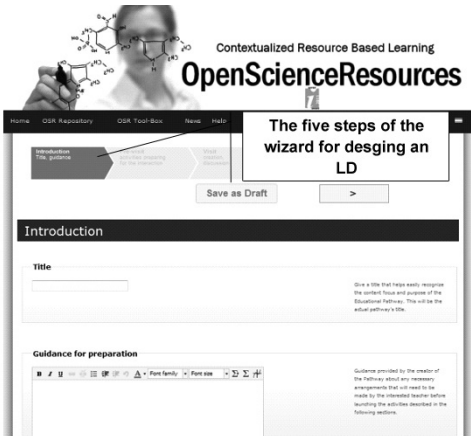 Contextualized Resource Based Learning
OpenScienceResources
Home OSR Repository OSR Tool-Box News Help
The five steps of the
wizard for desging an
LD
Introduction
Title, guidance
Save as Draft >
Introduction
Title
Give a title that helps easily recognize
the content focus and purpose of the
Educational Pathway. This will be the
actual pathway's title.
Guidance for preparation
B I U A Font family Font size Σ Σ
Guidance provided by the creator of
the Pathway about any necessary
arrangements that will need to be
made by the interested teacher before
launching the activities described in the
following sections.